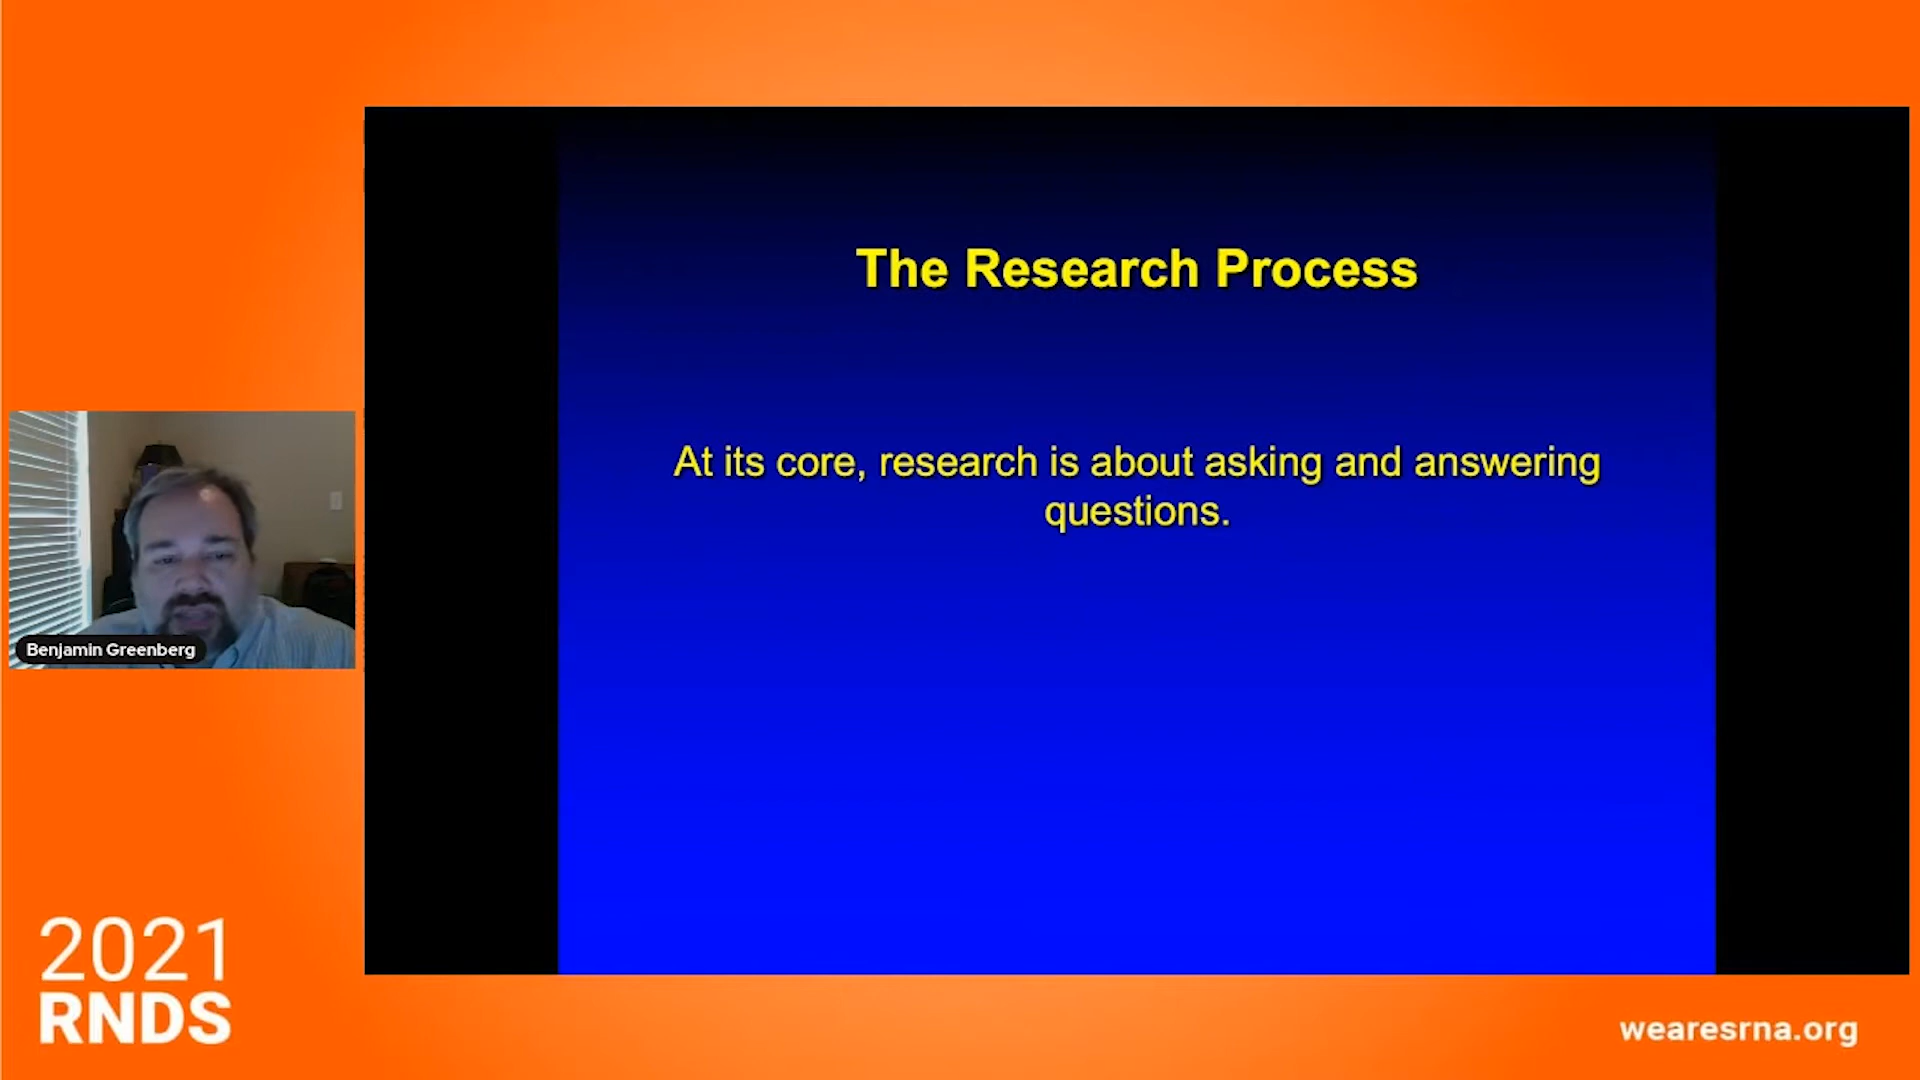 The Research Process
At its core, research is about asking and answering
questions.
Benjamin Greenberg
2021
RNDS
wearesrna.org